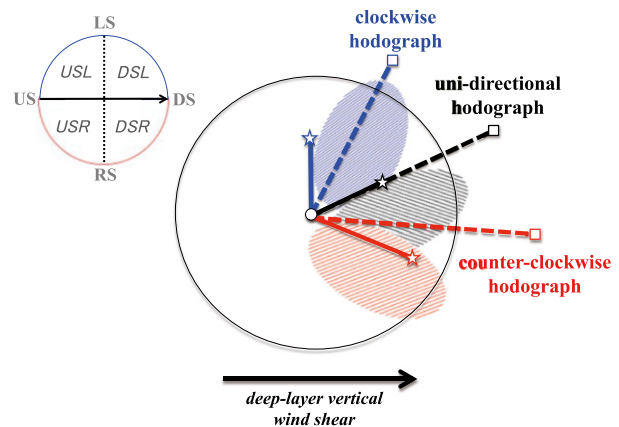 LS
USL DSL
US DS
USR DSR
RS
clockwise
hodograph
uni-directional
hodograph
counter-clockwise
hodograph
deep-layer vertical
wind shear